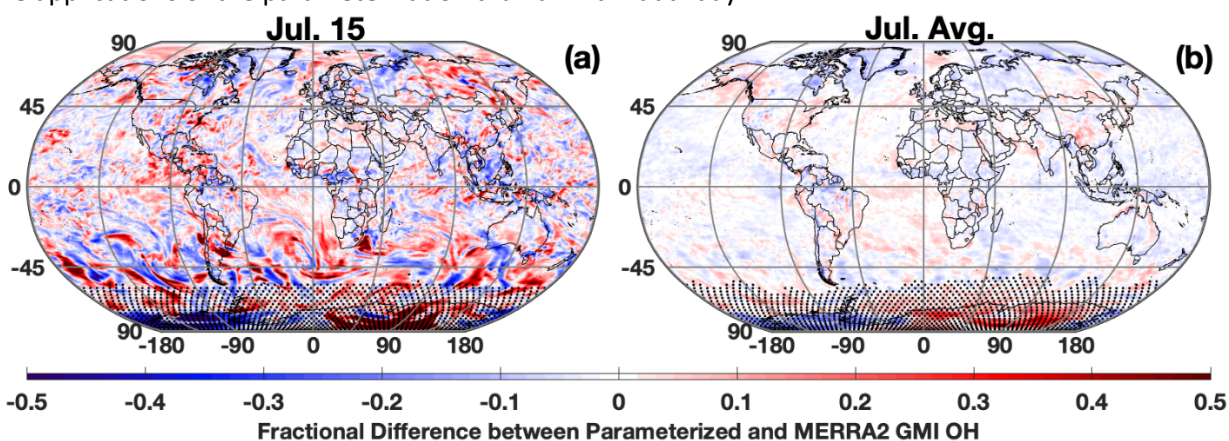 Jul. 15 Jul. Avg.
90 (a) 90 (b)
45 45
0 0
-45 -45
90 90
-180 -90 0 90 180 -180 -90 0 90 180
-0.5 -0.4 -0.3 -0.2 -0.1 0 0.1 0.2 0.3 0.4 0.5
Fractional Difference between Parameterized and MERRA2 GMI OH